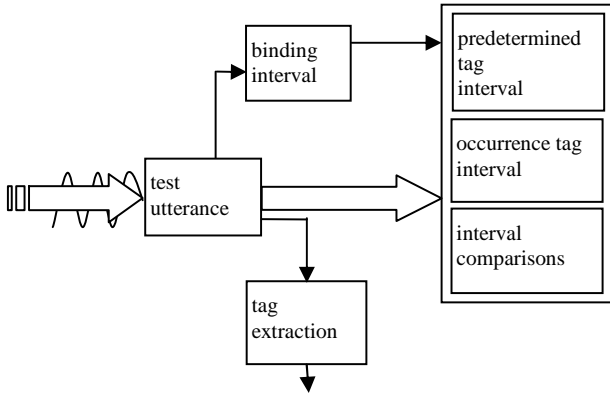 binding
interval
predetermined
tag
interval
occurrence tag
interval
test
utterance
interval
comparisons
tag
extraction